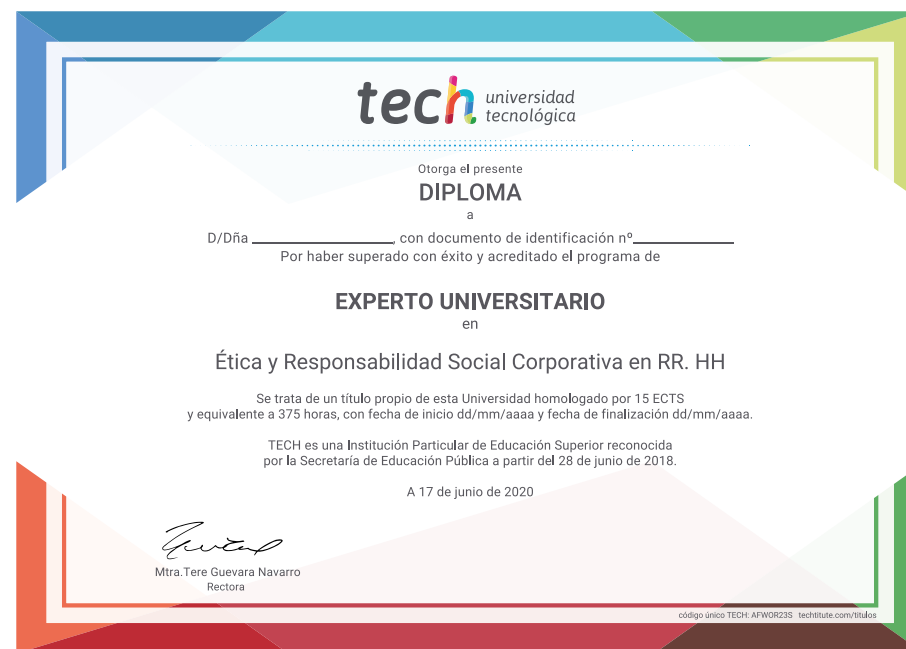 tech universidad
tecnológica
Otorga el presente
DIPLOMA
a
D/Dña ____________, con documento de identificación nº____________
Por haber superado con éxito y acreditado el programa de
EXPERTO UNIVERSITARIO
en
Ética y Responsabilidad Social Corporativa en RR. HH
Se trata de un título propio de esta Universidad homologado por 15 ECTS
y equivalente a 375 horas, con fecha de inicio dd/mm/aaaa y fecha de finalización dd/mm/aaaa.
TECH es una Institución Particular de Educación Superior reconocida
por la Secretaría de Educación Pública a partir del 28 de junio de 2018.
A 17 de junio de 2020
Mtra.Tere Guevara Navarro
Rectora
código único TECH: AFWOR23S techtitute.com/titulos